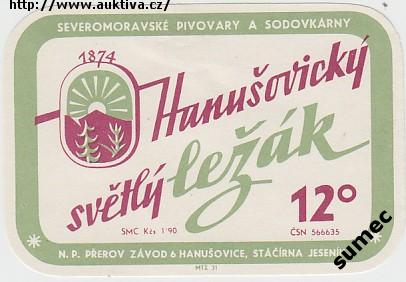 http://www.auktiva.cz/
SEVEROMORAVSKÉ PIVOVARY A SODOVKÁRNY
1874
Hanušovický
světlý ležák
12°
SMC Kčs 1˙90
ČSN 566635
N. P. PŘEROV ZÁVOD 6 HANUŠOVICE, STÁČÍRNA JESENÍK
MTZ 31
sumec